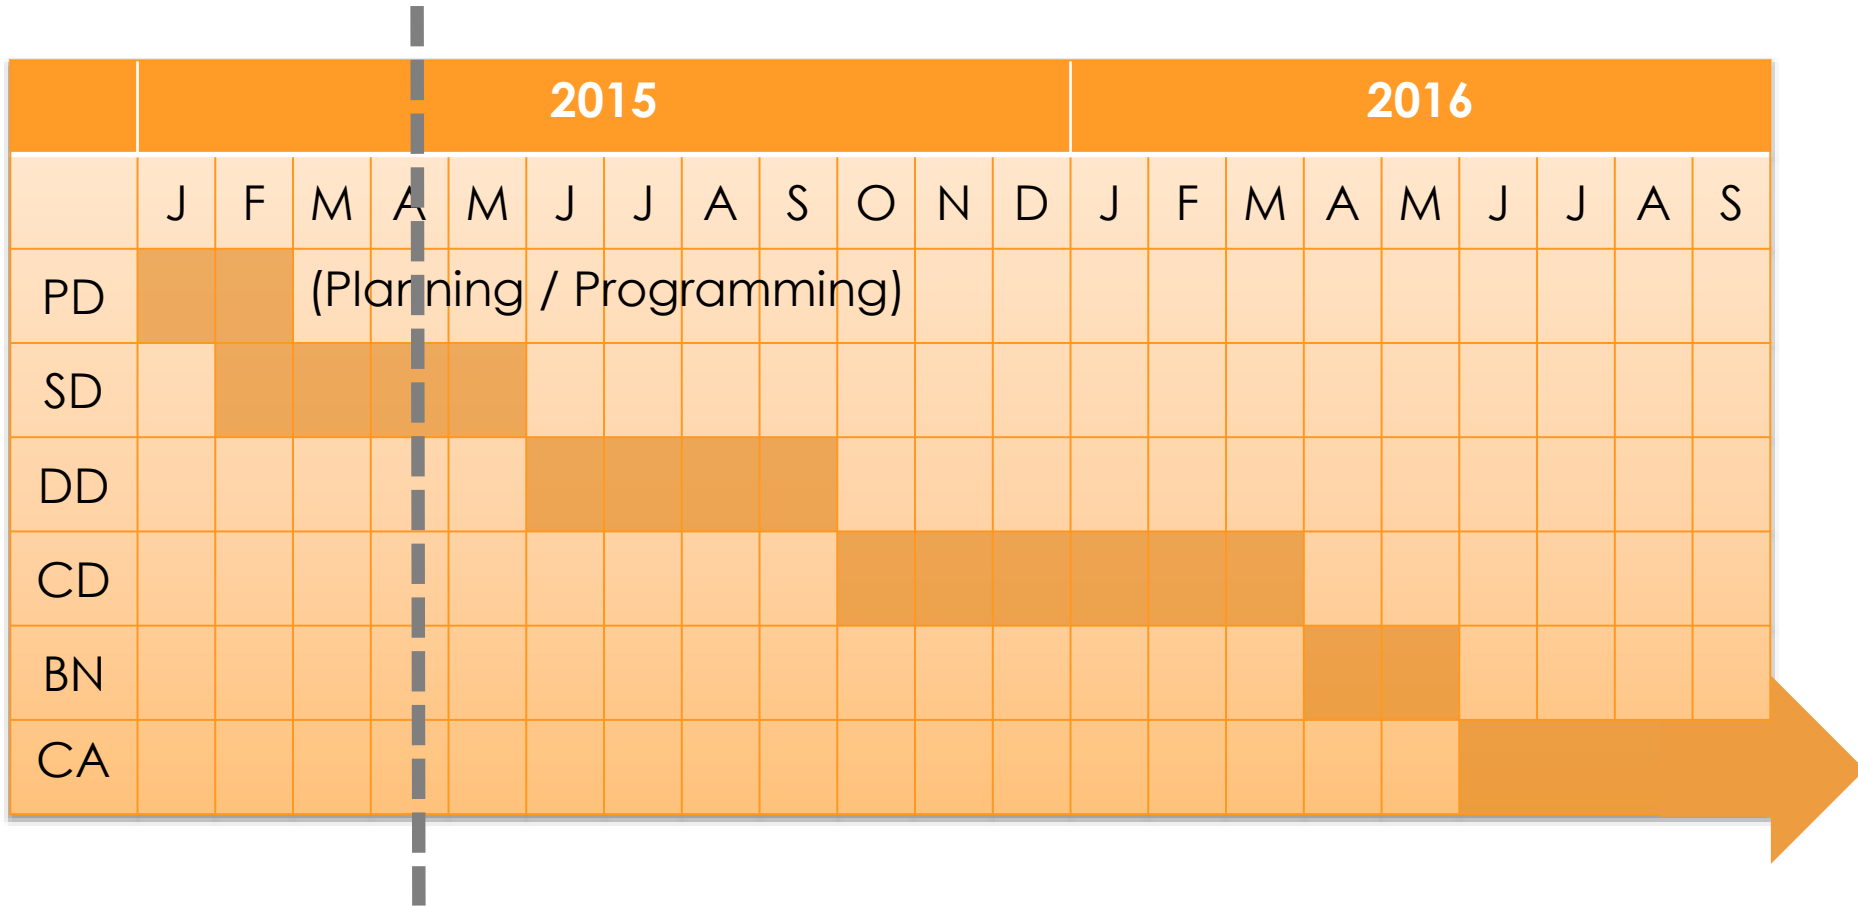 2015 2016
J F M A M J J A S O N D J F M A M J J A S
PD (Planning / Programming)
SD
DD
CD
BN
CA